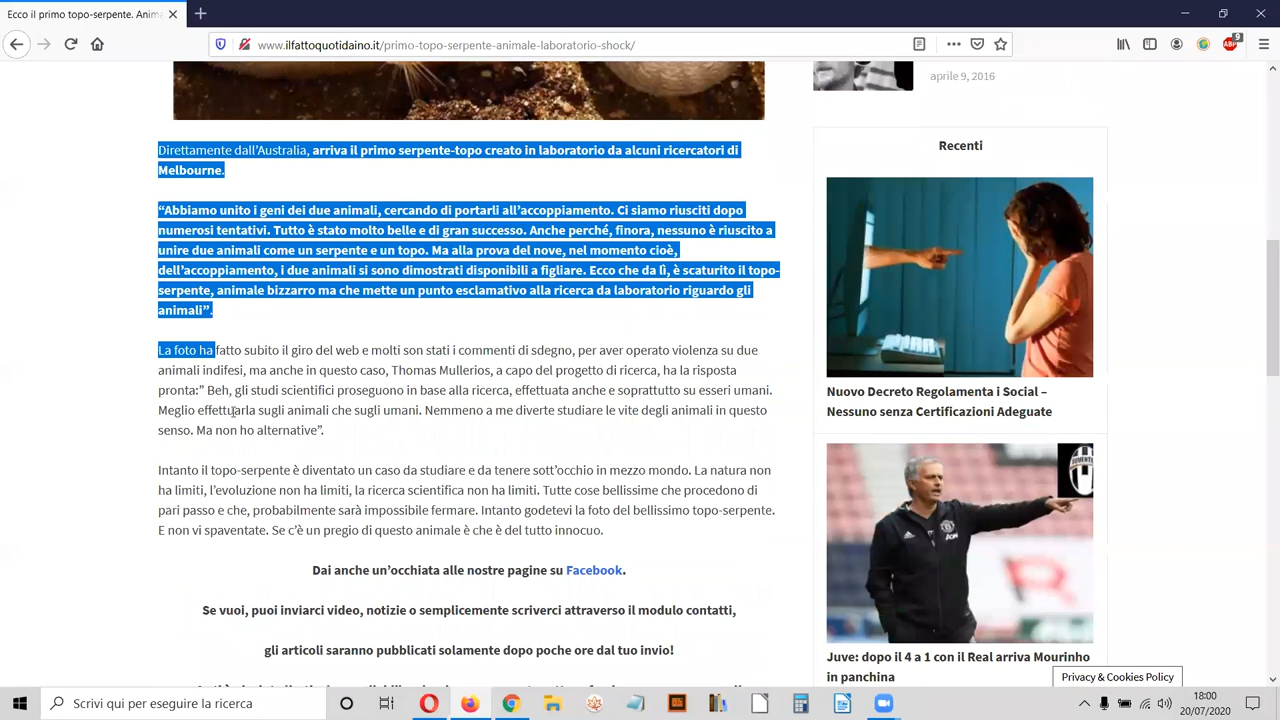 Ecco il primo topo-serpente. Anima
www.ilfattoquotidaino.it/primo-topo-serpente-animale-laboratorio-shock/
ABP
9
aprile 9, 2016
Direttamente dall'Australia, arriva il primo serpente-topo creato in laboratorio da alcuni ricercatori di
Melbourne.
“Abbiamo unito i geni dei due animali, cercando di portarli all'accoppiamento. Ci siamo riusciti dopo
numerosi tentativi. Tutto è stato molto belle e di gran successo. Anche perché, finora, nessuno è riuscito a
unire due animali come un serpente e un topo. Ma alla prova del nove, nel momento cioè,
dell'accoppiamento, i due animali si sono dimostrati disponibili a figliare. Ecco che da lì, è scaturito il topo-
serpente, animale bizzarro ma che mette un punto esclamativo alla ricerca da laboratorio riguardo gli
animali”.
La foto ha fatto subito il giro del web e molti son stati i commenti di sdegno, per aver operato violenza su due
animali indifesi, ma anche in questo caso, Thomas Mullerios, a capo del progetto di ricerca, ha la risposta
pronta:” Beh, gli studi scientifici proseguono in base alla ricerca, effettuata anche e soprattutto su esseri umani.
Meglio effettuarla sugli animali che sugli umani. Nemmeno a me diverte studiare le vite degli animali in questo
senso. Ma non ho alternative”.
Intanto il topo-serpente è diventato un caso da studiare e da tenere sott'occhio in mezzo mondo. La natura non
ha limiti, l'evoluzione non ha limiti, la ricerca scientifica non ha limiti. Tutte cose bellissime che procedono di
pari passo e che, probabilmente sarà impossibile fermare. Intanto godetevi la foto del bellissimo topo-serpente.
E non vi spaventate. Se c'è un pregio di questo animale è che è del tutto innocuo.
Dai anche un'occhiata alle nostre pagine su Facebook.
Se vuoi, puoi inviarci video, notizie o semplicemente scriverci attraverso il modulo contatti,
gli articoli saranno pubblicati solamente dopo poche ore dal tuo invio!
Recenti
Nuovo Decreto Regolamenta i Social –
Nessuno senza Certificazioni Adeguate
AON
JUVENTUS
Juve: dopo il 4 a 1 con il Real arriva Mourinho
in panchina
Privacy & Cookies Policy
Scrivi qui per eseguire la ricerca
18:00
20/07/2020